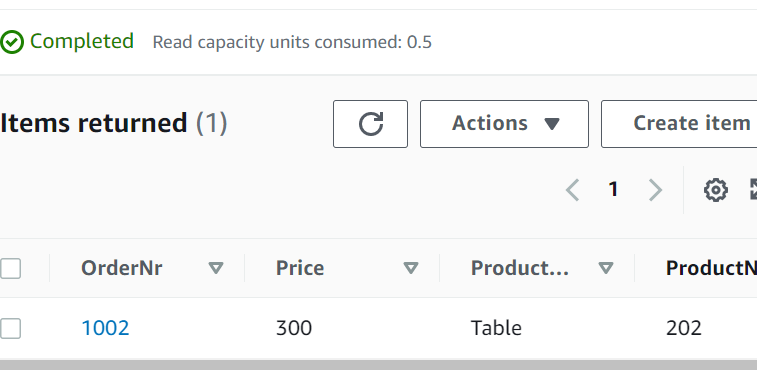 Completed Read capacity units consumed: 0.5
Items returned (1) Actions Create item
1
OrderNr Price Product... ProductN
1002 300 Table 202